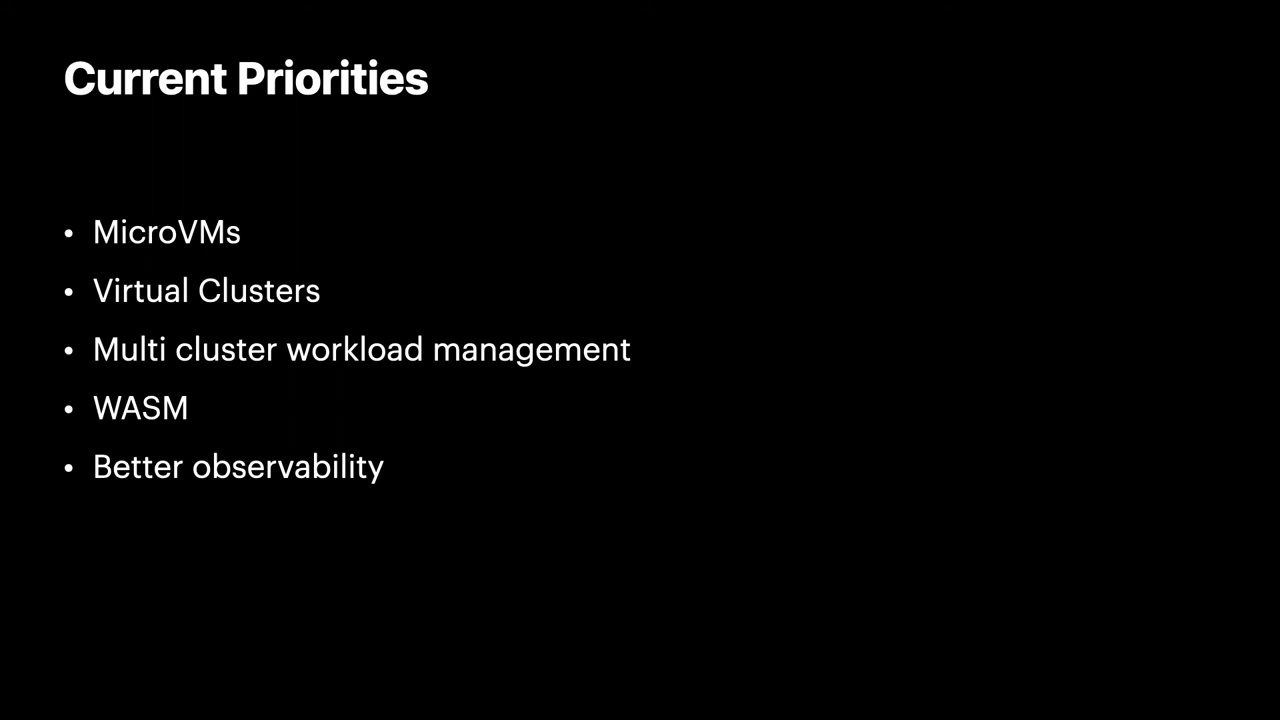 Current Priorities
• MicroVMs
• Virtual Clusters
• Multi cluster workload management
• WASM
• Better observability